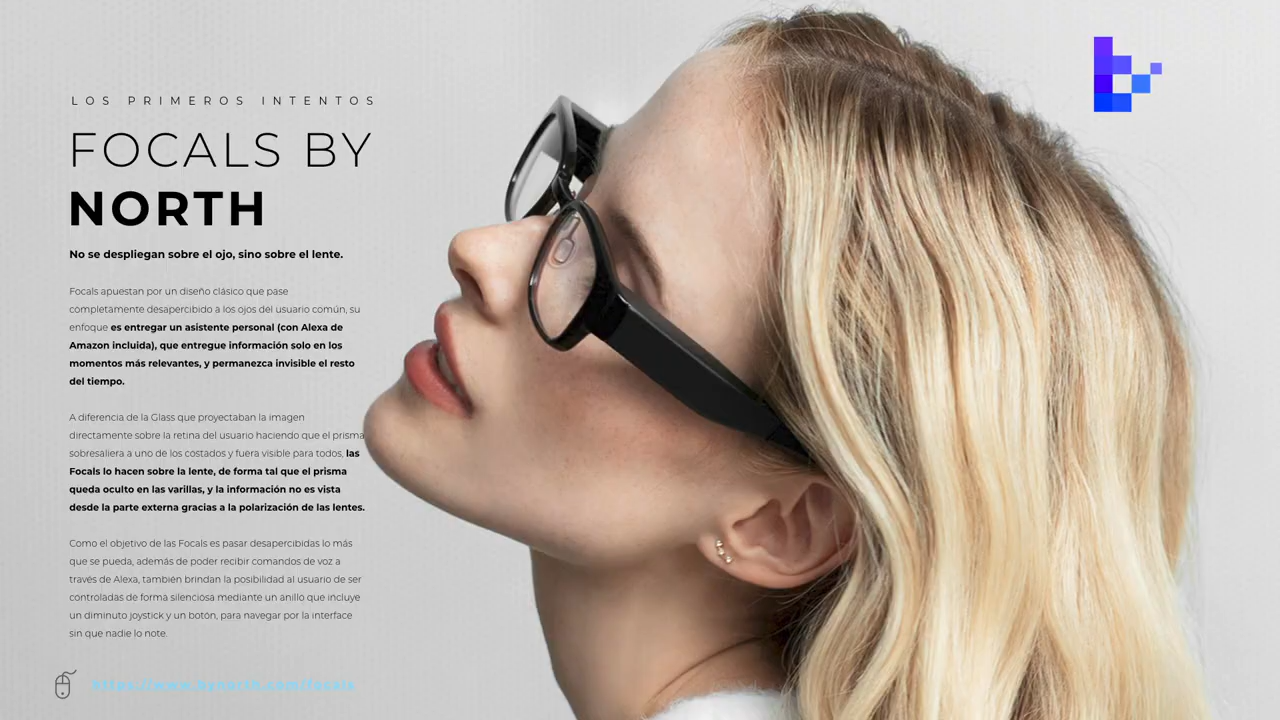 LOS PRIMEROS INTENTOS
FOCALS BY
NORTH
No se despliegan sobre el ojo, sino sobre el lente.
Focals apuestan por un diseño clásico que pase
completamente desapercibido a los ojos del usuario común, su
enfoque es entregar un asistente personal (con Alexa de
Amazon incluida), que entregue información solo en los
momentos más relevantes, y permanezca invisible el resto
del tiempo.
A diferencia de la Glass que proyectaban la imagen
directamente sobre la retina del usuario haciendo que el prisma
sobresaliera a uno de los costados y fuera visible para todos, las
Focals lo hacen sobre la lente, de forma tal que el prisma
queda oculto en las varillas, y la información no es vista
desde la parte externa gracias a la polarización de las lentes.
Como el objetivo de las Focals es pasar desapercibidas lo más
que se pueda, además de poder recibir comandos de voz a
través de Alexa, también brindan la posibilidad al usuario de ser
controladas de forma silenciosa mediante un anillo que incluye
un diminuto joystick y un botón, para navegar por la interface
sin que nadie lo note.
https://www.bynorth.com/focals